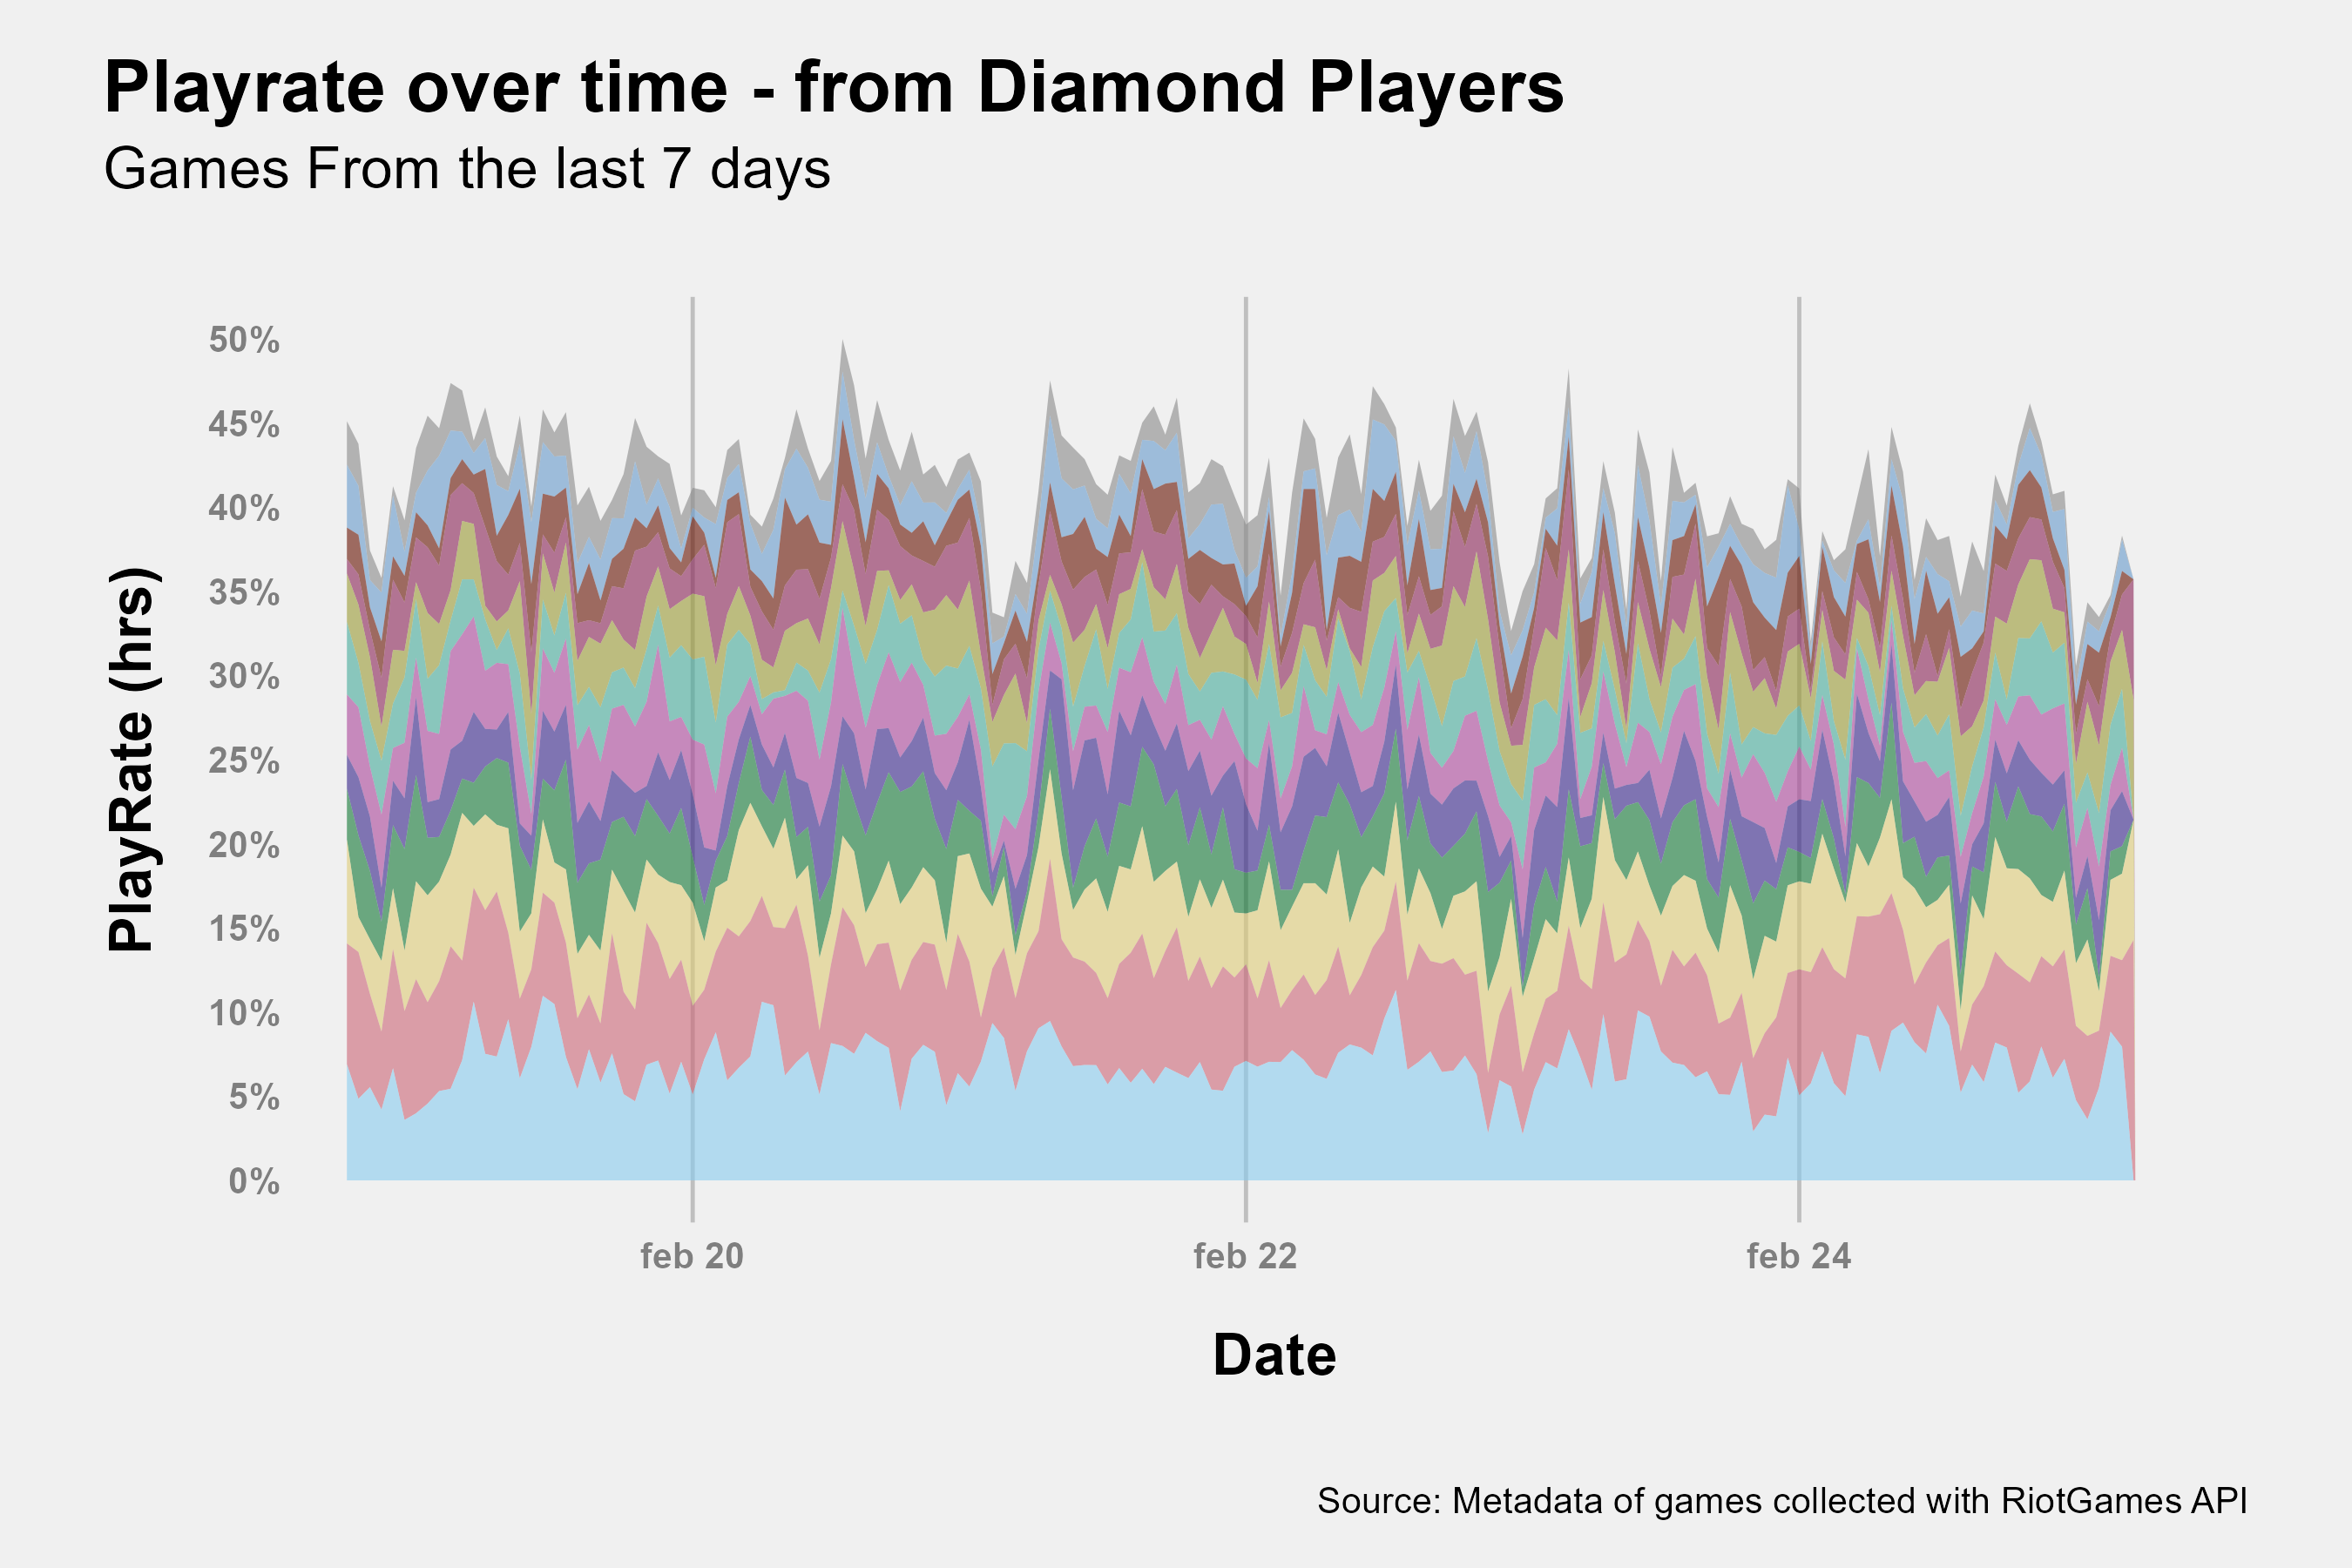 Playrate over time - from Diamond Players
Games From the last 7 days
PlayRate (hrs)
50%
45%
40%
35%
30%
25%
20%
15%
10%
5%
0%
feb 20
feb 22
feb 24
Date
Source: Metadata of games collected with RiotGames API